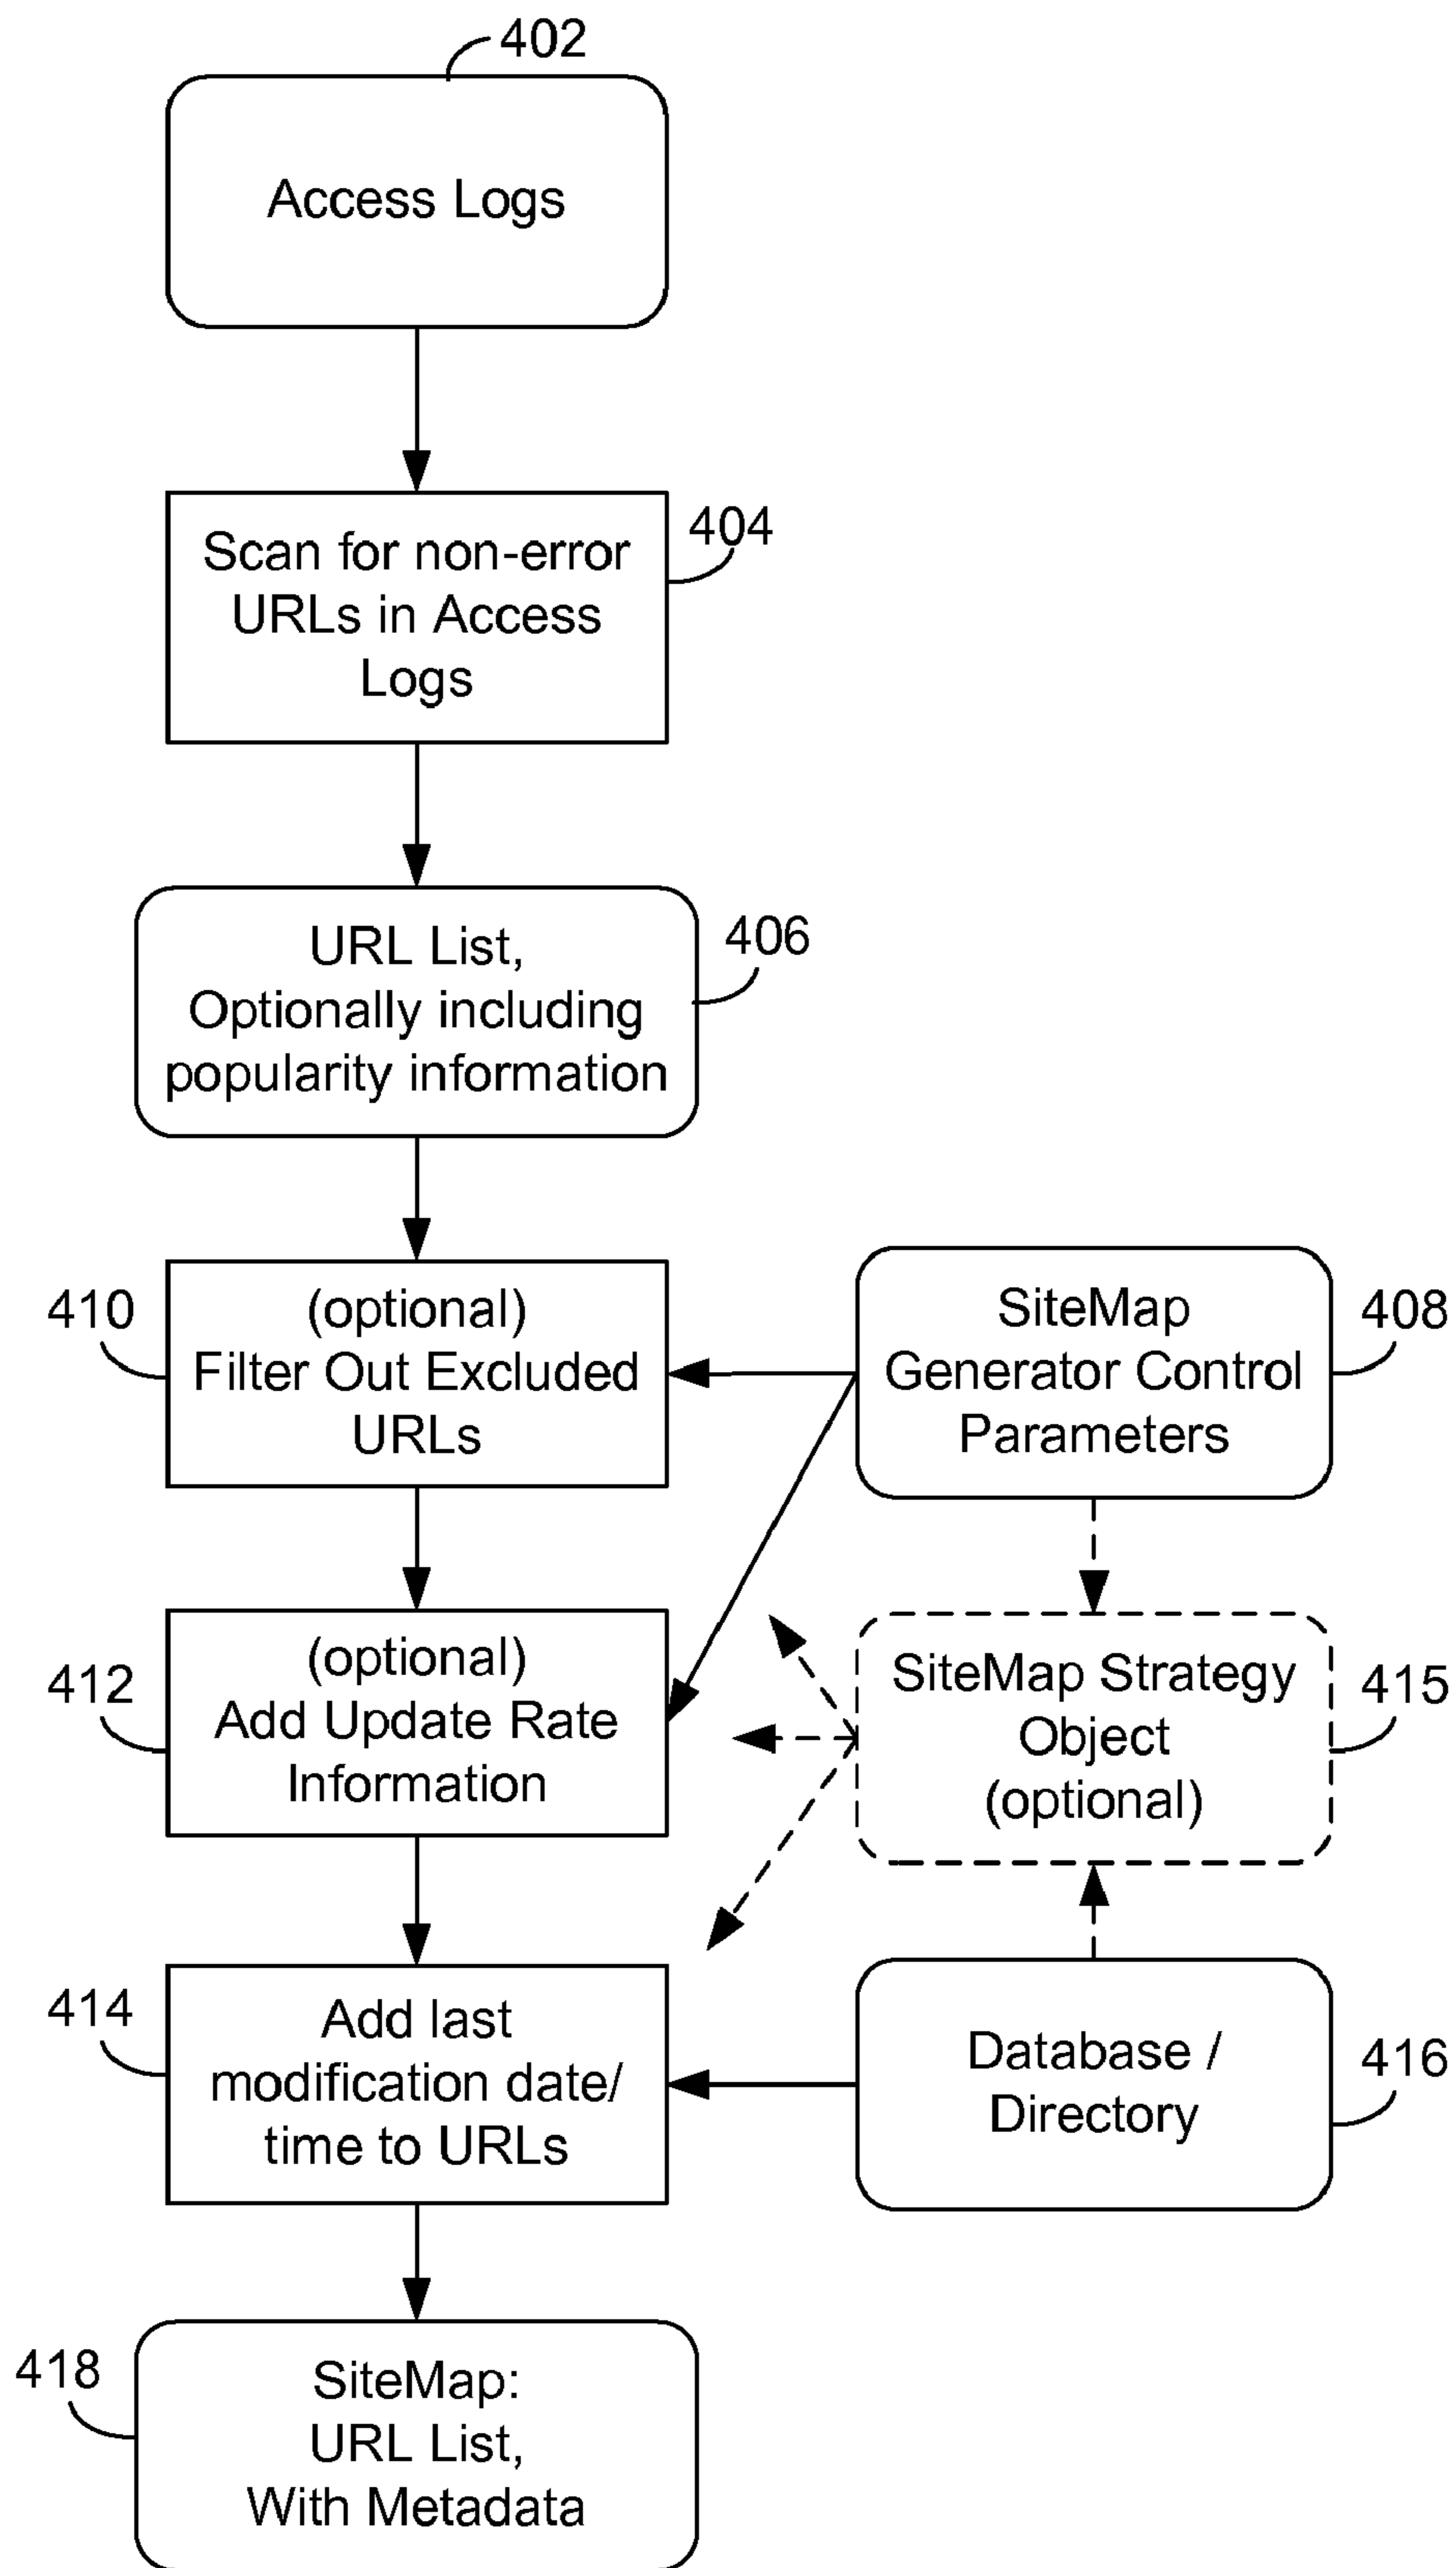 402
Access Logs
404
Scan for non-error
URLs in Access
Logs
406
URL List,
Optionally including
popularity information
410
(optional)
Filter Out Excluded
URLs
408
SiteMap
Generator Control
Parameters
412
(optional)
Add Update Rate
Information
415
SiteMap Strategy
Object
(optional)
414
Add last
modification date/
time to URLs
416
Database /
Directory
418
SiteMap:
URL List,
With Metadata